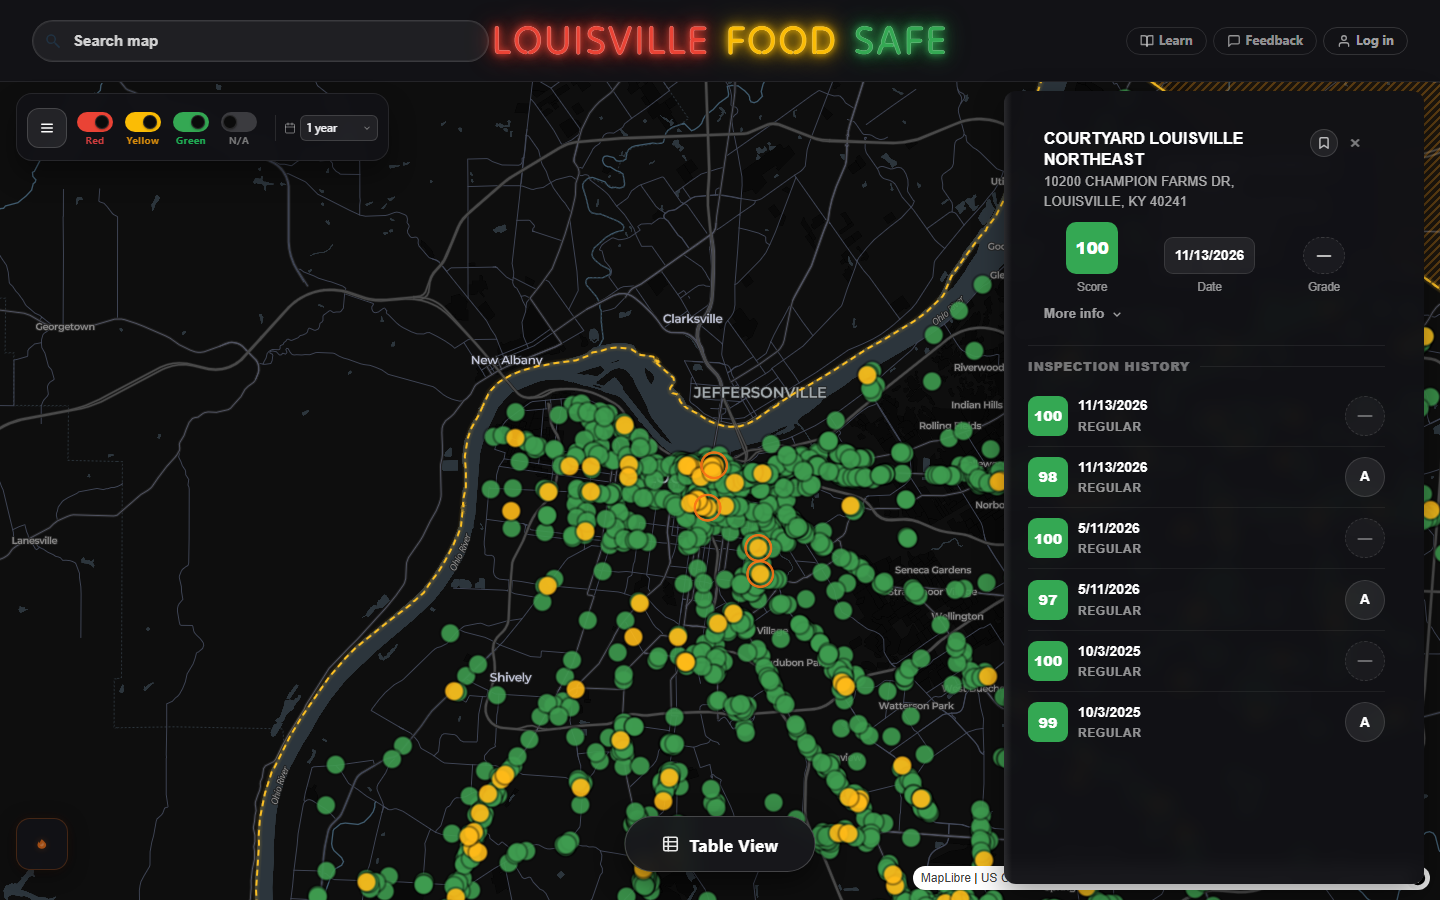 Search map
LOUISVILLE FOOD SAFE
Learn
Feedback
Log in
Red
Yellow
Green
N/A
1 year
COURTYARD LOUISVILLE
NORTHEAST
10200 CHAMPION FARMS DR,
LOUISVILLE, KY 40241
100
11/13/2026
—
Score
Date
Grade
More info
INSPECTION HISTORY
100
11/13/2026
REGULAR
—
98
11/13/2026
REGULAR
A
100
5/11/2026
REGULAR
—
97
5/11/2026
REGULAR
A
100
10/3/2025
REGULAR
—
99
10/3/2025
REGULAR
A
Georgetown
Clarksville
New Albany
JEFFERSONVILLE
Riverwood
Indian Hills
Lanesville
Ohio River
Seneca Gardens
Shively
Watterson Park
Ohio River
Table View
MapLibre | US